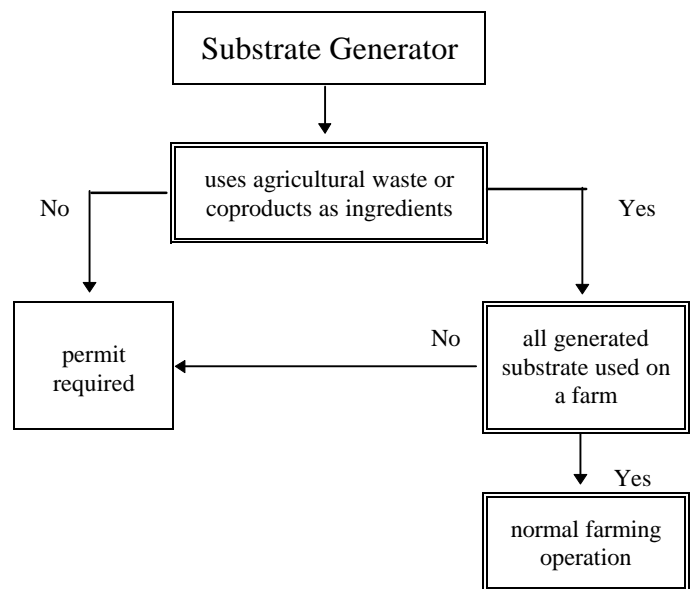 Substrate Generator
uses agricultural waste or
coproducts as ingredients
No
Yes
permit
required
No
all generated
substrate used on
a farm
Yes
normal farming
operation